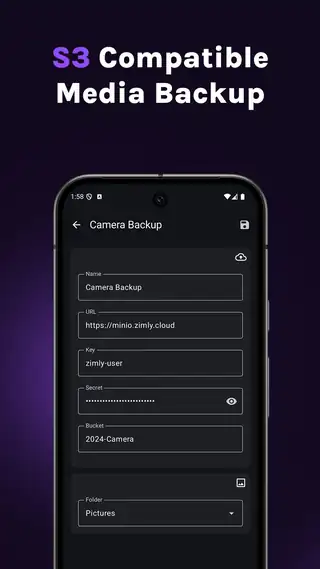 S3 Compatible
Media Backup
1:58
Camera Backup
Name
Camera Backup
URL
https://minio.zimly.cloud
Key
zimly-user
Secret
••••••••••••••••••••••••
Bucket
2024-Camera
Folder
Pictures